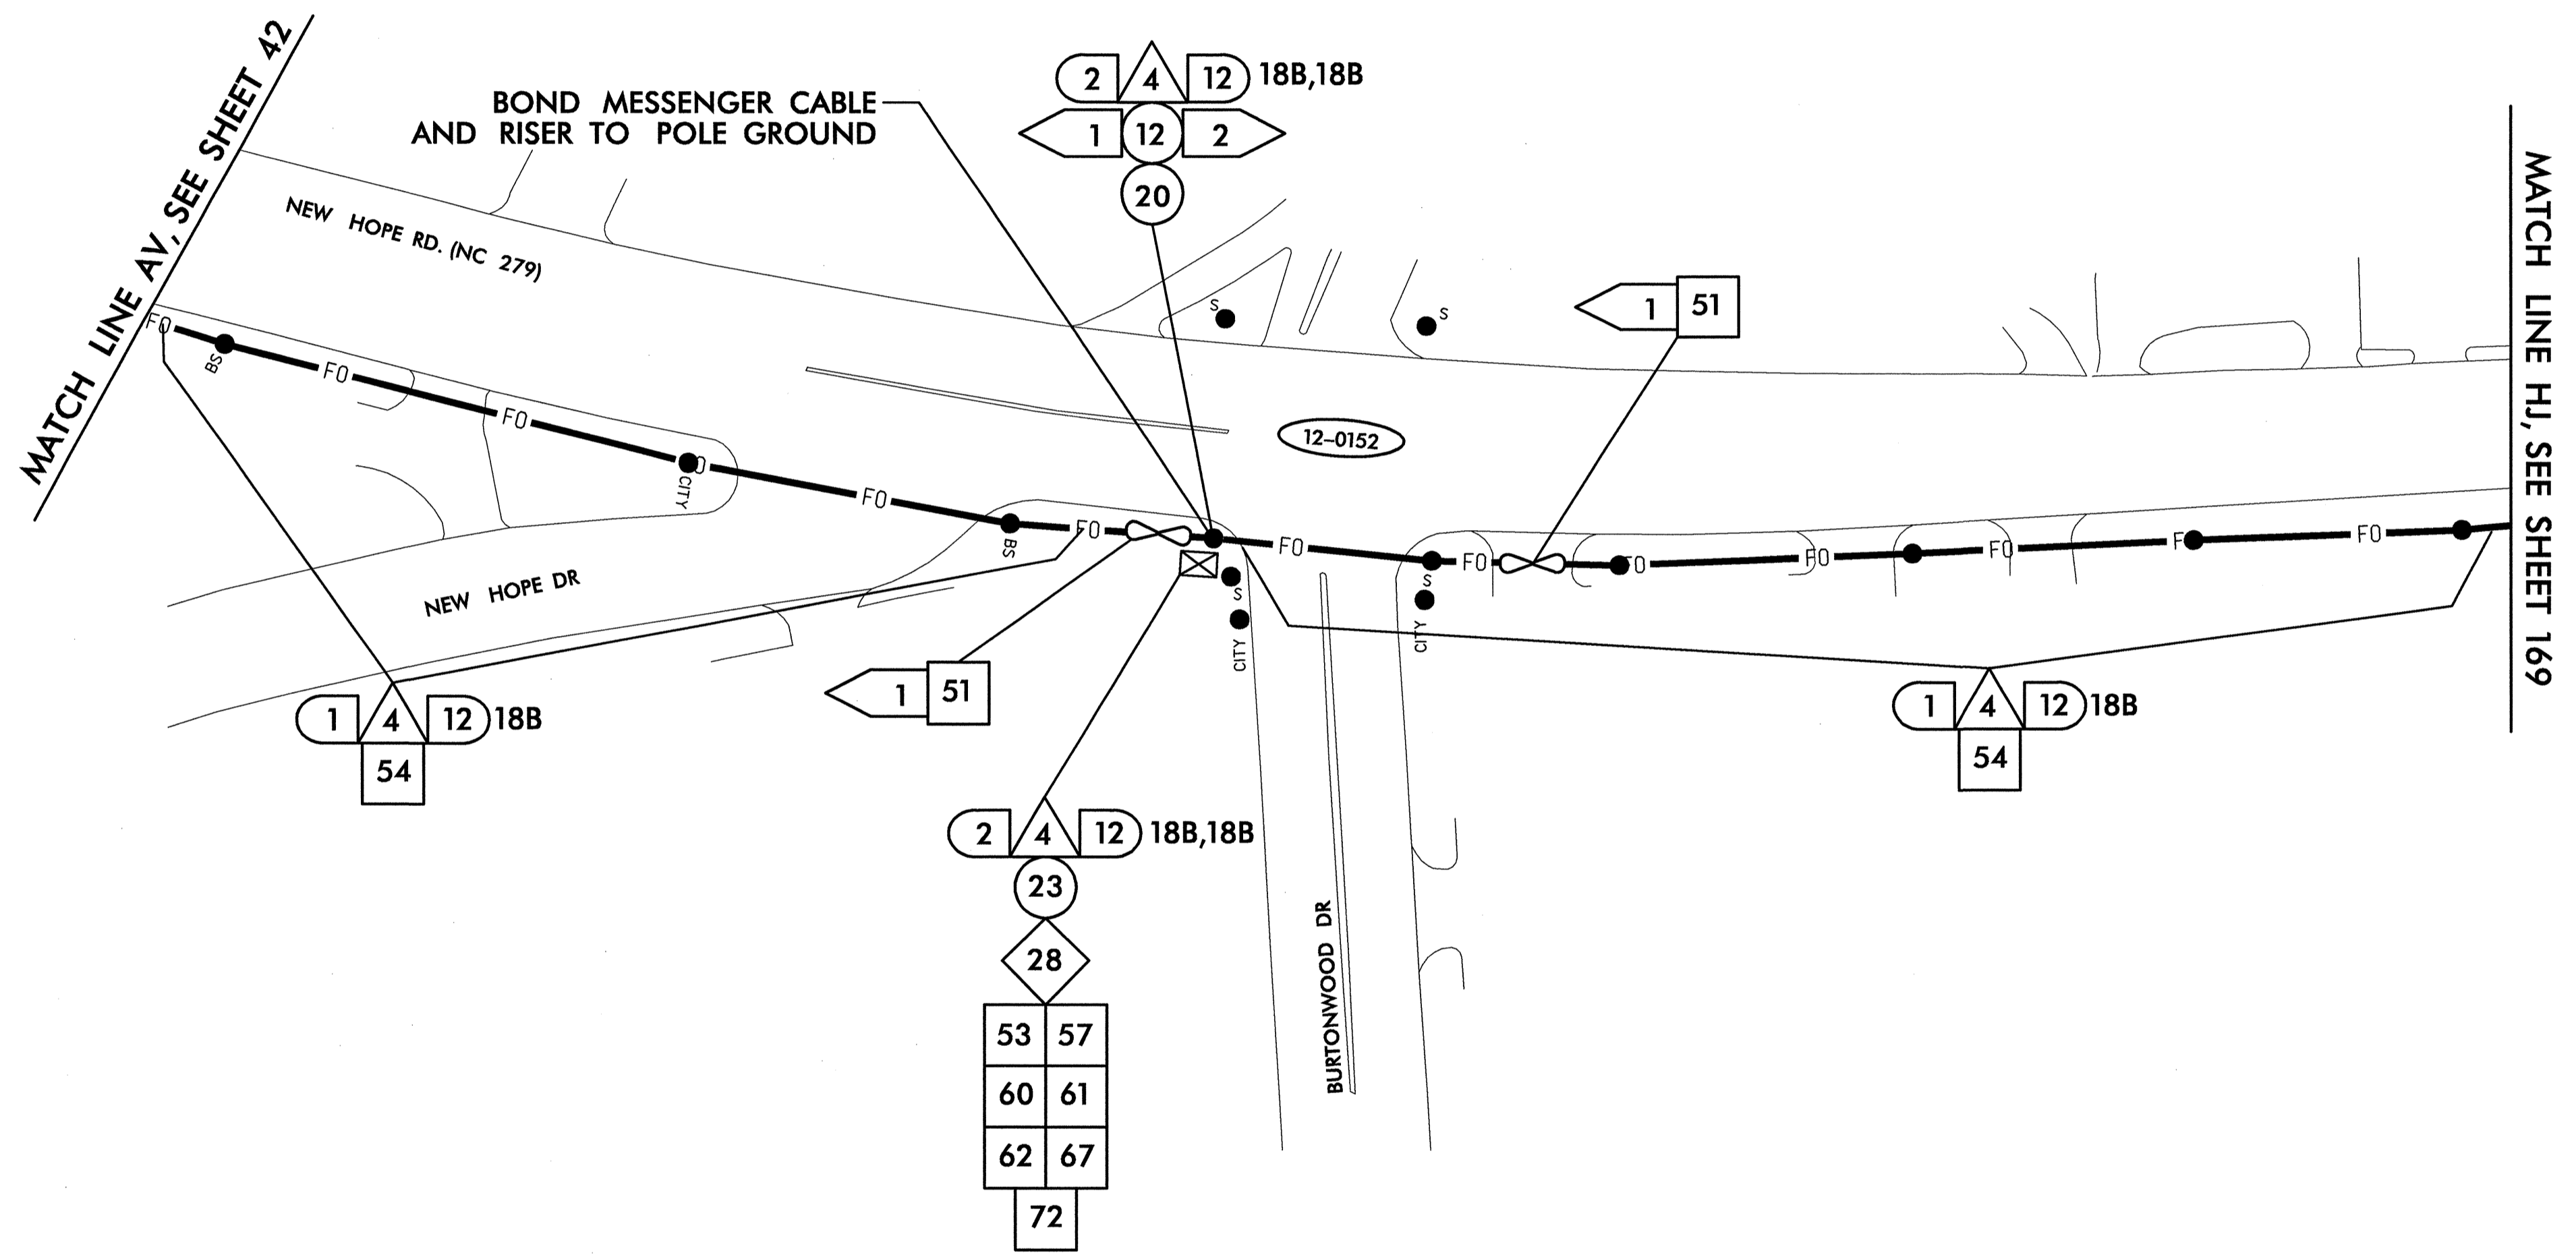 MATCH LINE AV, SEE SHEET 42
BOND MESSENGER CABLE
AND RISER TO POLE GROUND
2 4 12 18B,18B
1 12 2
20
NEW HOPE RD. (NC 279)
S
S
1 51
12-0152
MATCH LINE HJ, SEE SHEET 169
FO
BS
FO
FO
O
CITY
FO
BS
FO
FO
FO
FO
FO
FO
F
FO
S
CITY
S
CITY
NEW HOPE DR
1 51
1 4 12 18B
54
1 4 12 18B
54
2 4 12 18B,18B
23
28
53 57
60 61
62 67
72
BURTONWOOD DR